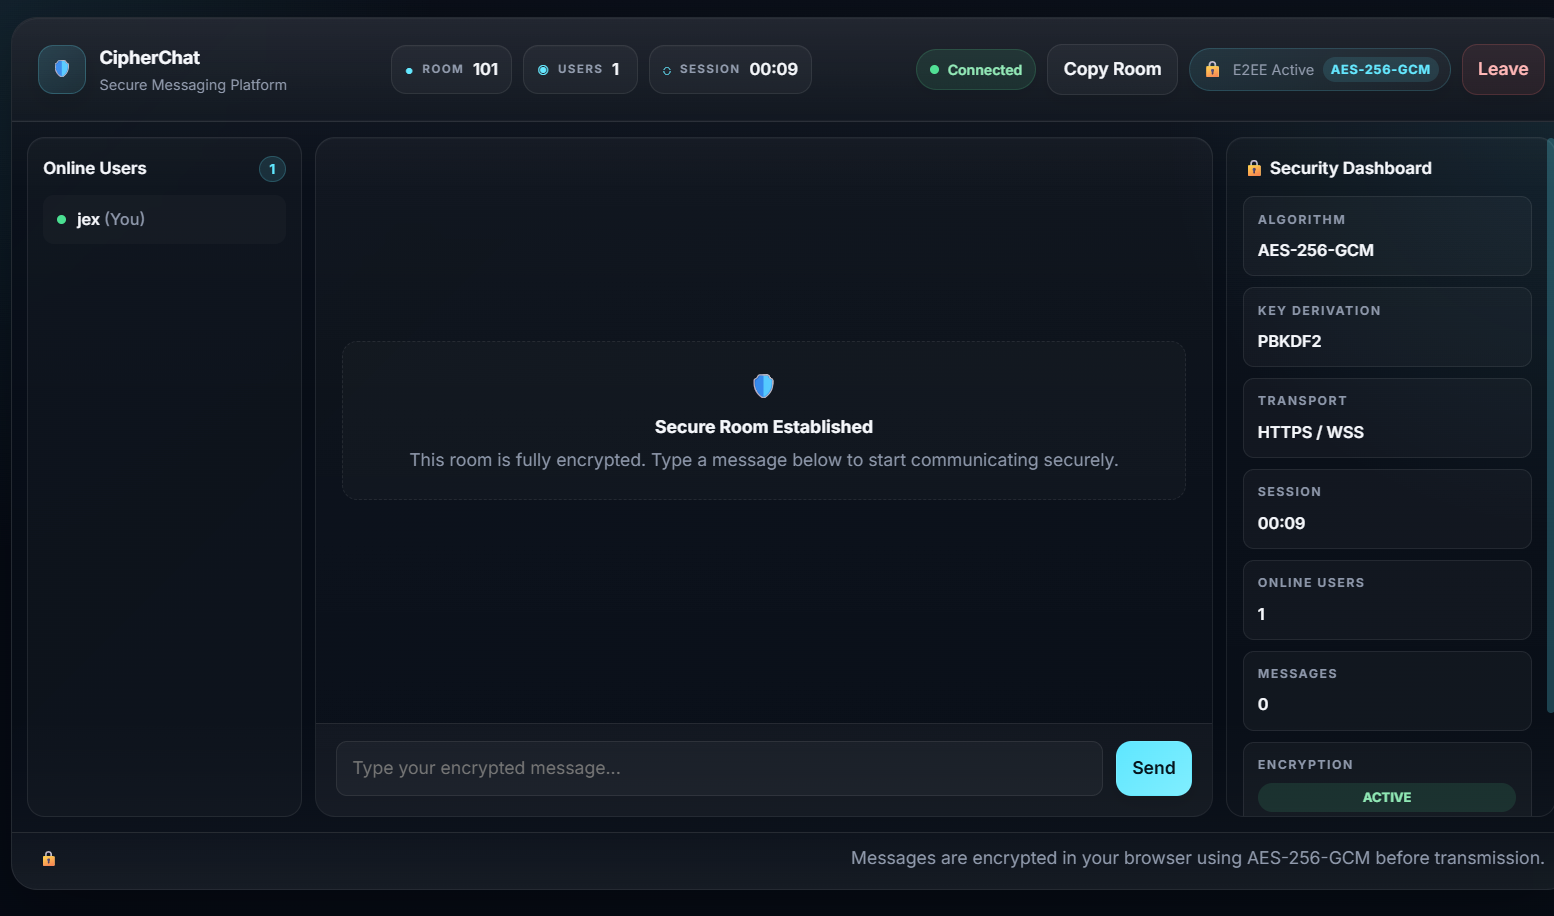 CipherChat
Secure Messaging Platform
ROOM 101
USERS 1
SESSION 00:09
Connected
Copy Room
E2EE Active AES-256-GCM
Leave
Online Users 1
jex (You)
Secure Room Established
This room is fully encrypted. Type a message below to start communicating securely.
Type your encrypted message...
Send
Security Dashboard
ALGORITHM
AES-256-GCM
KEY DERIVATION
PBKDF2
TRANSPORT
HTTPS / WSS
SESSION
00:09
ONLINE USERS
1
MESSAGES
0
ENCRYPTION
ACTIVE
Messages are encrypted in your browser using AES-256-GCM before transmission.